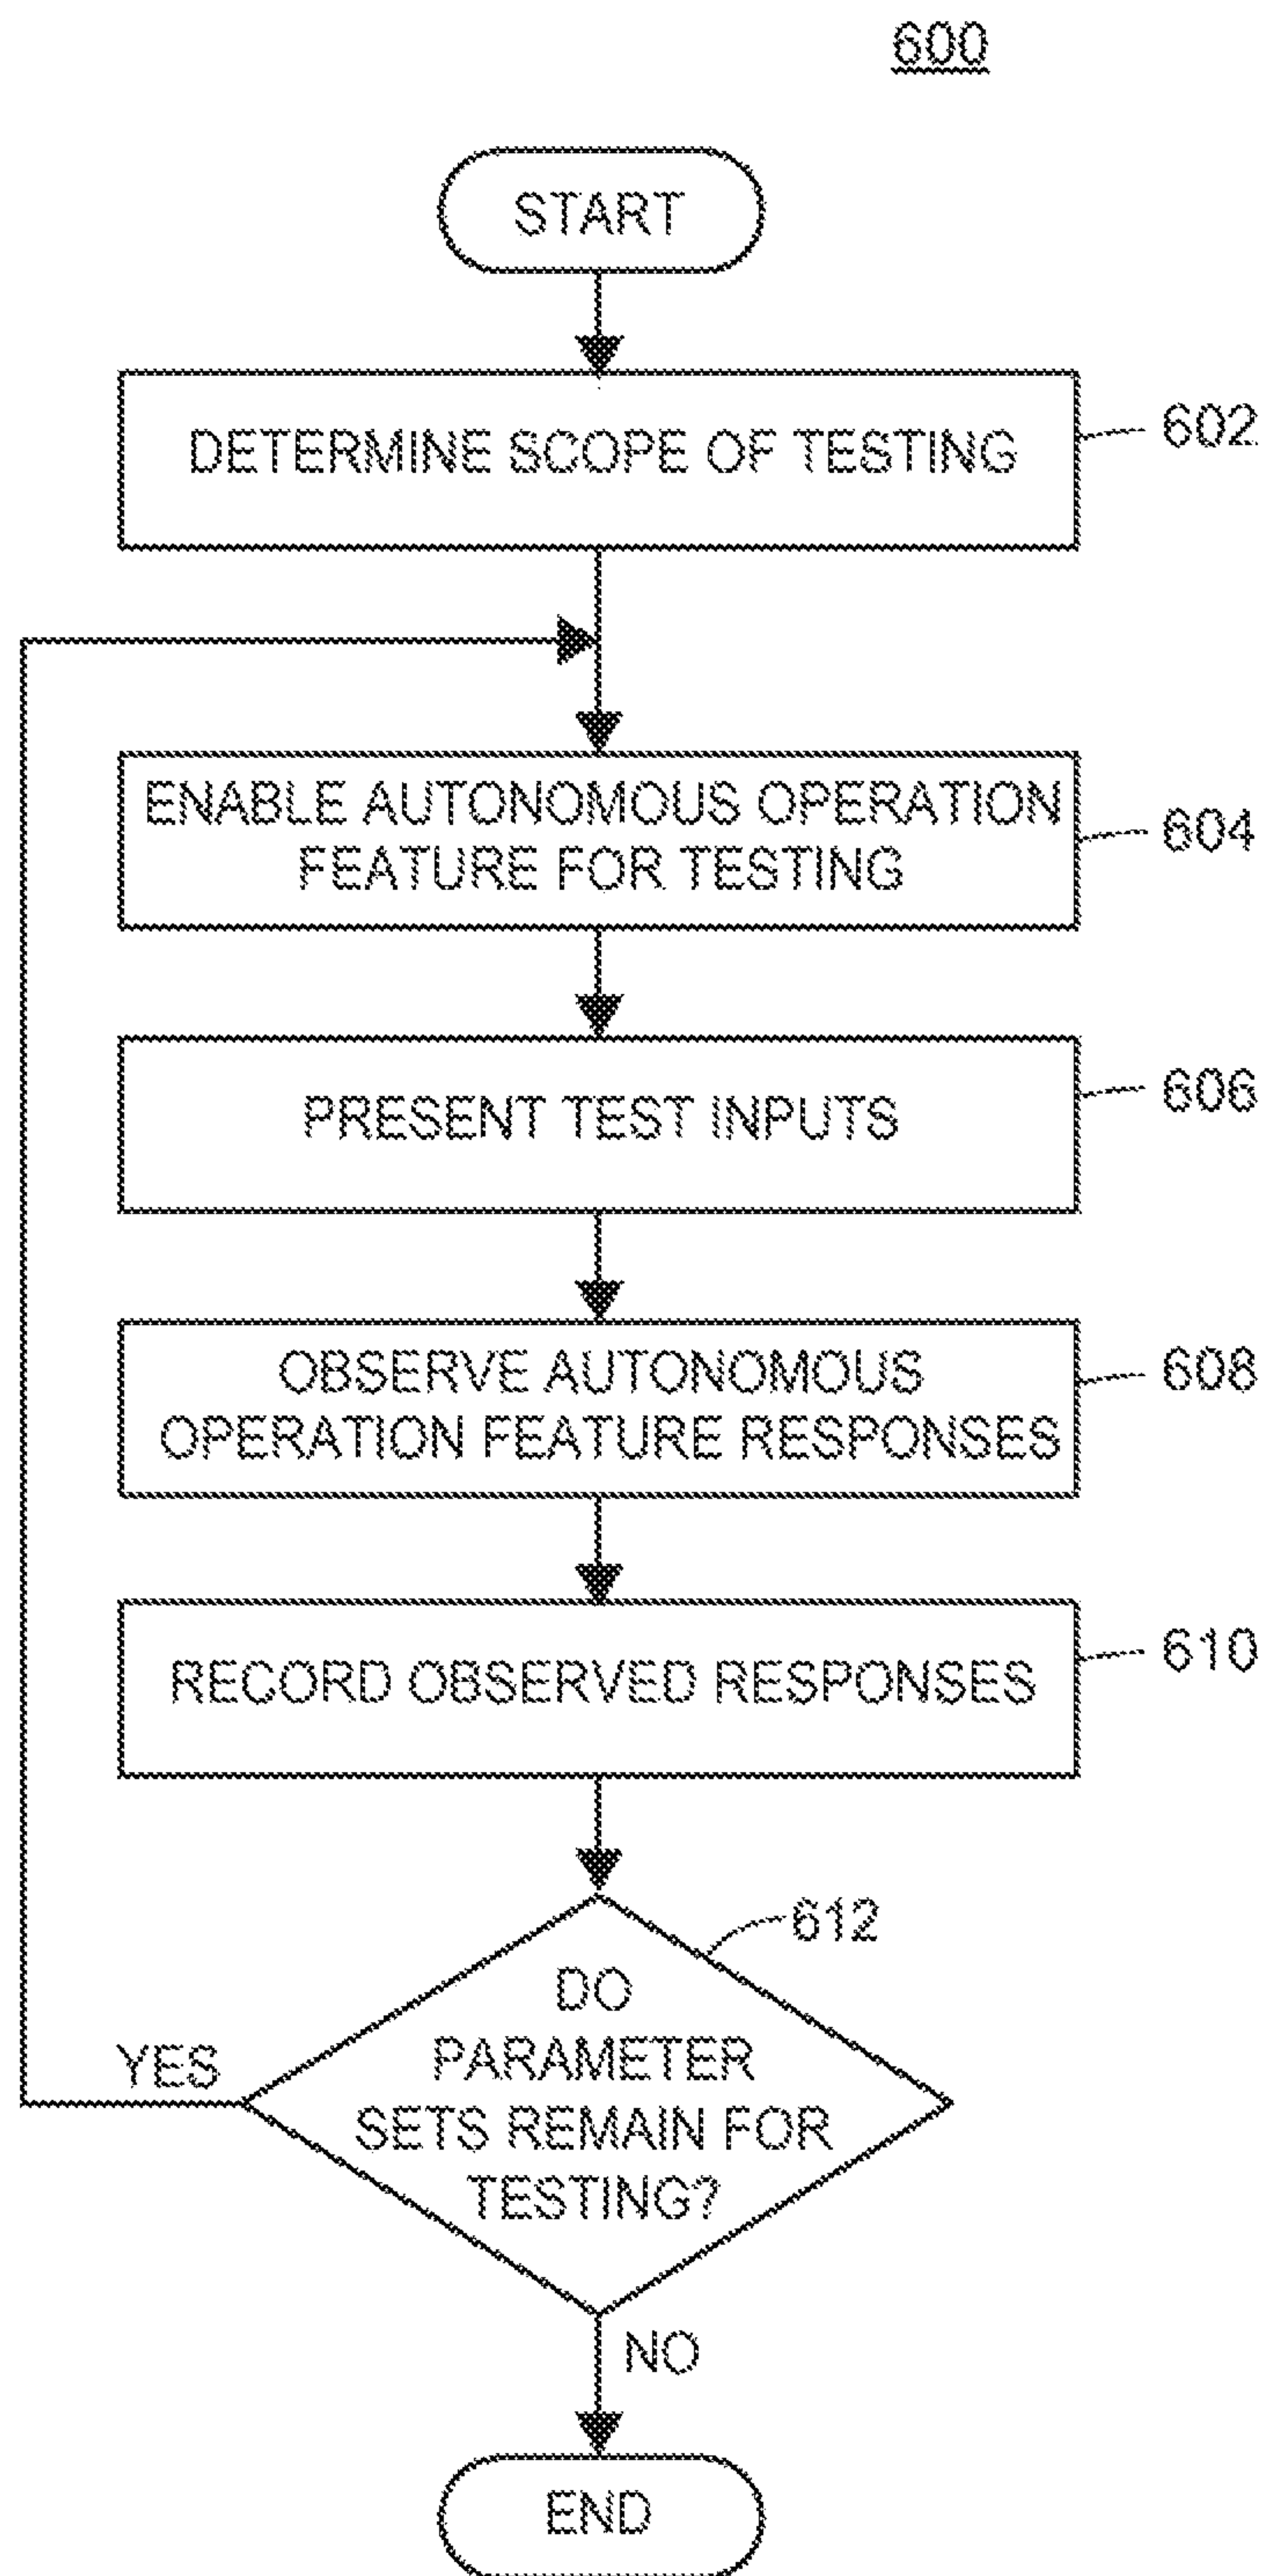 600
START
DETERMINE SCOPE OF TESTING
602
ENABLE AUTONOMOUS OPERATION
FEATURE FOR TESTING
604
PRESENT TEST INPUTS
606
OBSERVE AUTONOMOUS
OPERATION FEATURE RESPONSES
608
RECORD OBSERVED RESPONSES
610
612
DO
PARAMETER
SETS REMAIN FOR
TESTING?
YES
NO
END